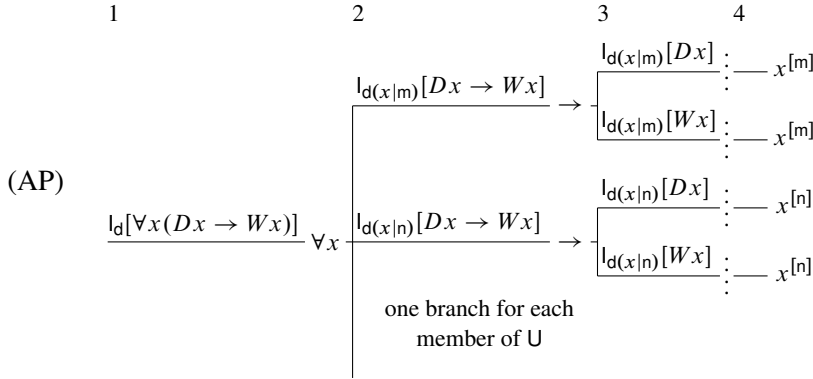 1 2 3 4
I_d(x|m)[Dx] x^[m]
I_d(x|m)[Dx → Wx] →
I_d(x|m)[Wx] x^[m]
(AP)
I_d(x|n)[Dx] x^[n]
I_d[∀x(Dx → Wx)] ∀x I_d(x|n)[Dx → Wx] →
I_d(x|n)[Wx] x^[n]
one branch for each
member of U